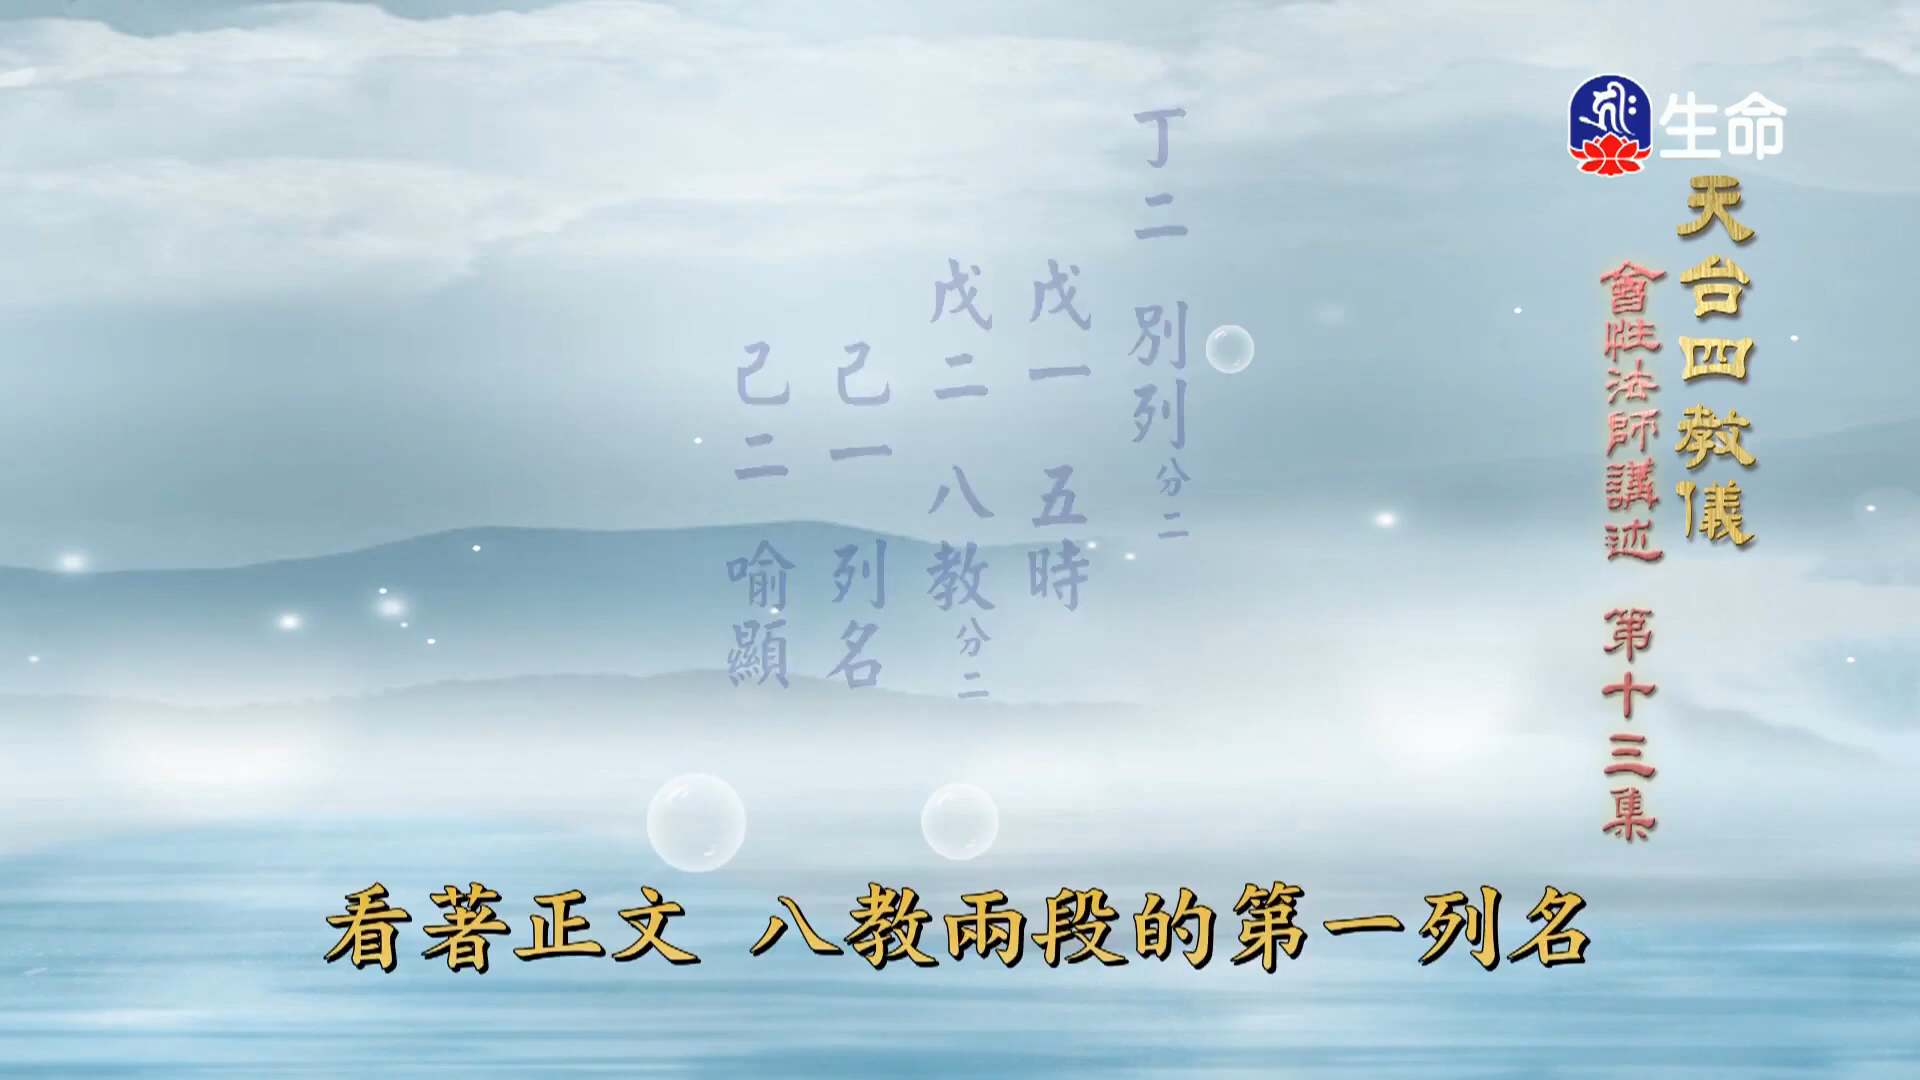 生命
天台四教儀
會性法師講述 第十三集
丁二 別列分二
戊一 五時
戊二 八教分二
己一 列名
己二 喻顯
看著正文 八教兩段的第一列名